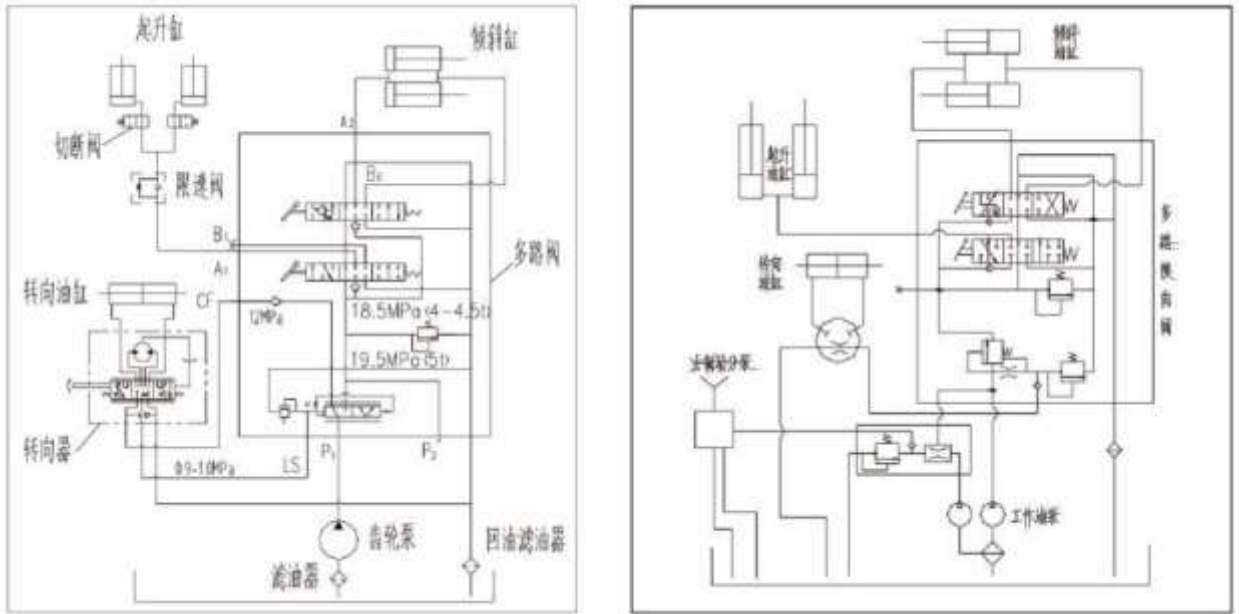 起升缸
倾斜缸
切断阀
A₂
限速阀
B₂
B₁
多路阀
A₁
转向油缸
CF
12MPa
18.5MPa(4-4.5t)
19.5MPa(5t)
转向器
P₁
P₂
0.9-1.0MPa
LS
齿轮泵
回油滤油器
滤油器
倾斜
油缸
起升
油缸
多路换向阀
转向
油缸
工作油泵